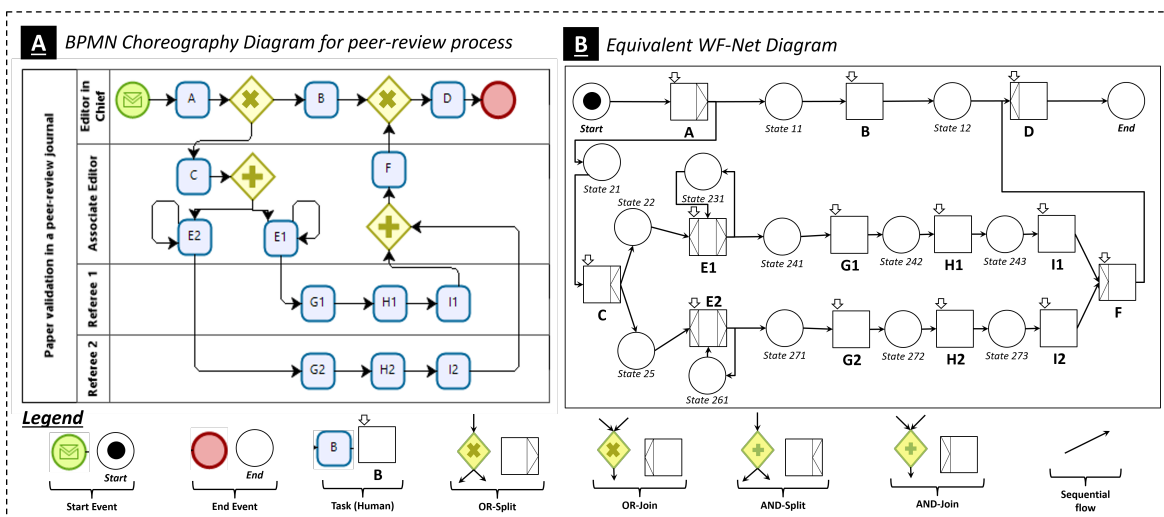 A BPMN Choreography Diagram for peer-review process
Paper validation in a peer-review journal
Editor in
Chief
A
B
D
Associate Editor
C
F
E2
E1
Referee 1
G1
H1
I1
Referee 2
G2
H2
I2
B Equivalent WF-Net Diagram
Start
A
State 11
B
State 12
D
End
State 21
State 22
State 231
E1
State 241
G1
State 242
H1
State 243
I1
C
F
E2
State 25
State 261
State 271
G2
State 272
H2
State 273
I2
Legend
Start
Start Event
End
End Event
B
B
Task (Human)
OR-Split
OR-Join
AND-Split
AND-Join
Sequential
flow